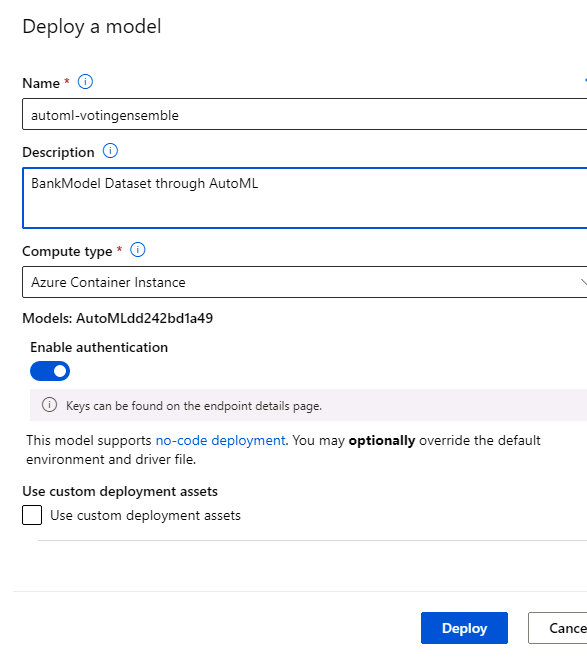 Deploy a model
Name *
automl-votingensemble
Description
BankModel Dataset through AutoML
Compute type *
Azure Container Instance
Models: AutoMLdd242bd1a49
Enable authentication
Keys can be found on the endpoint details page.
This model supports no-code deployment. You may optionally override the default
environment and driver file.
Use custom deployment assets
Use custom deployment assets
Deploy Cance